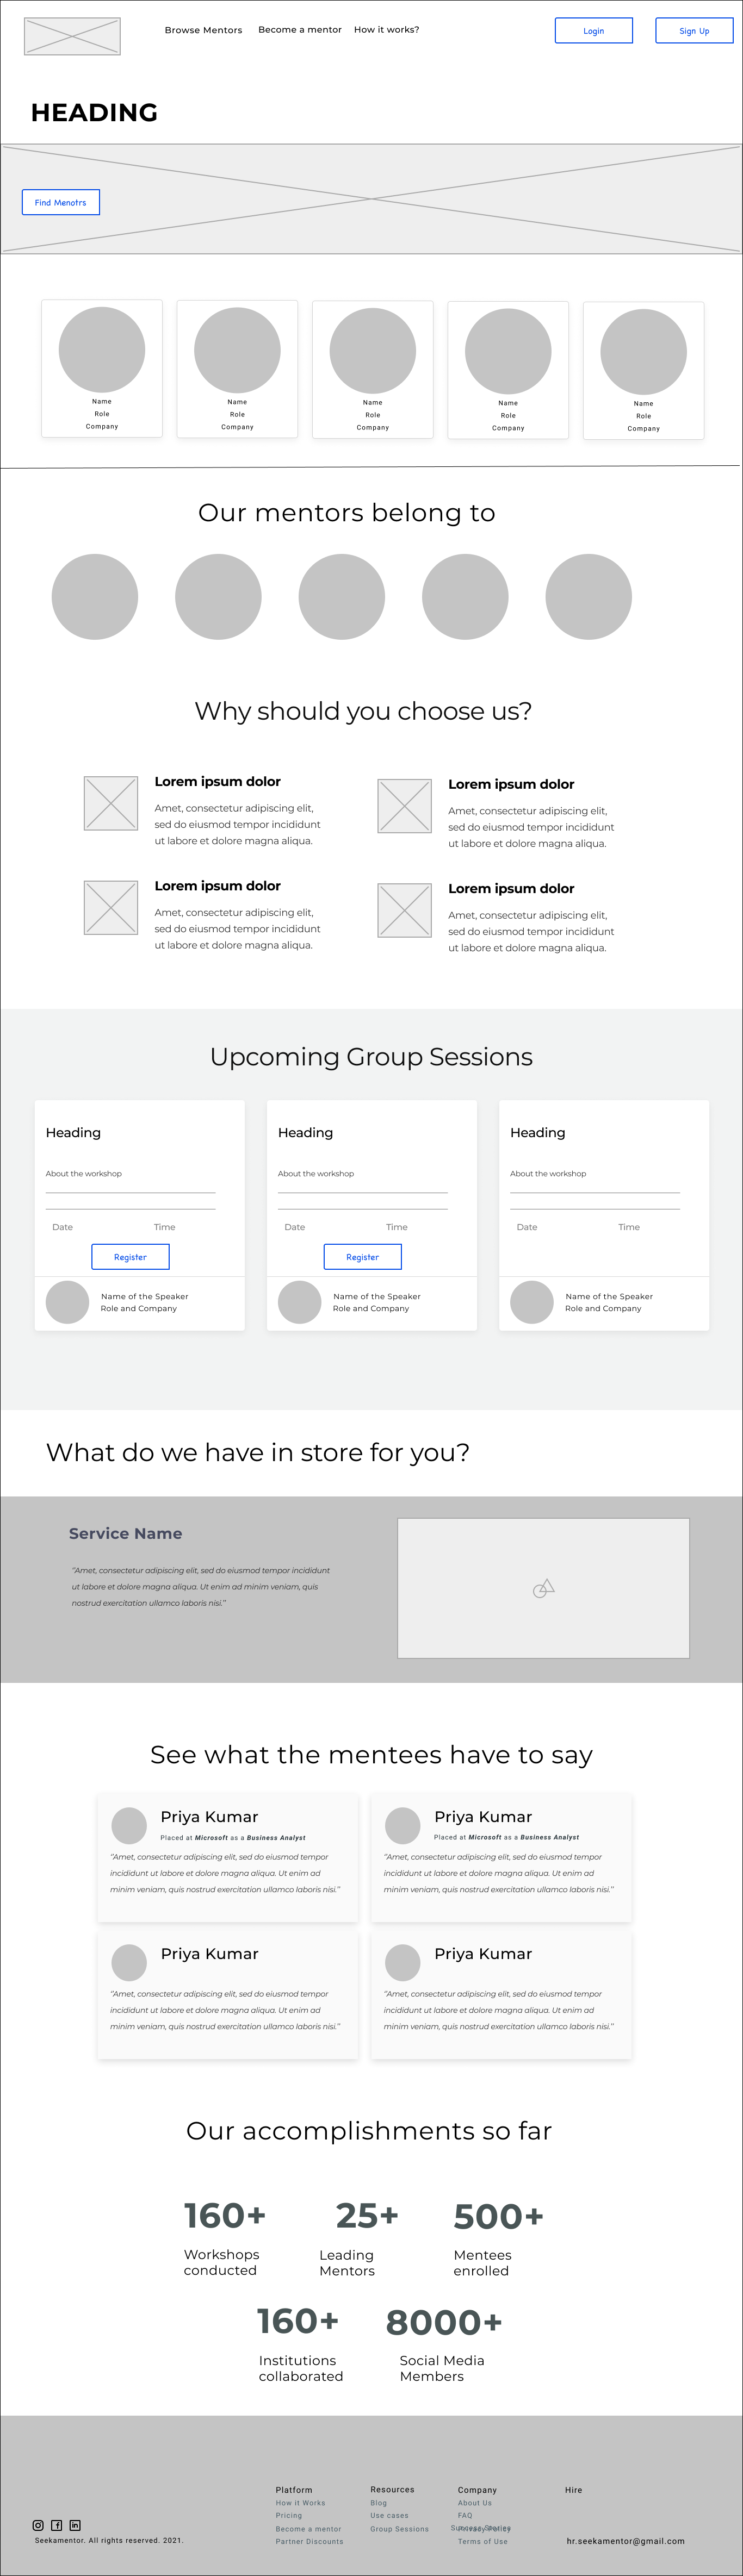 Browse Mentors Become a mentor How it works?
Login
Sign Up
HEADING
Find Menotrs
Name
Role
Company
Name
Role
Company
Name
Role
Company
Name
Role
Company
Name
Role
Company
Our mentors belong to
Why should you choose us?
Lorem ipsum dolor
Amet, consectetur adipiscing elit,
sed do eiusmod tempor incididunt
ut labore et dolore magna aliqua.
Lorem ipsum dolor
Amet, consectetur adipiscing elit,
sed do eiusmod tempor incididunt
ut labore et dolore magna aliqua.
Lorem ipsum dolor
Amet, consectetur adipiscing elit,
sed do eiusmod tempor incididunt
ut labore et dolore magna aliqua.
Lorem ipsum dolor
Amet, consectetur adipiscing elit,
sed do eiusmod tempor incididunt
ut labore et dolore magna aliqua.
Upcoming Group Sessions
Heading
About the workshop
Date Time
Register
Name of the Speaker
Role and Company
Heading
About the workshop
Date Time
Register
Name of the Speaker
Role and Company
Heading
About the workshop
Date Time
Name of the Speaker
Role and Company
What do we have in store for you?
Service Name
"Amet, consectetur adipiscing elit, sed do eiusmod tempor incididunt
ut labore et dolore magna aliqua. Ut enim ad minim veniam, quis
nostrud exercitation ullamco laboris nisi."
See what the mentees have to say
Priya Kumar
Placed at Microsoft as a Business Analyst
"Amet, consectetur adipiscing elit, sed do eiusmod tempor
incididunt ut labore et dolore magna aliqua. Ut enim ad
minim veniam, quis nostrud exercitation ullamco laboris nisi."
Priya Kumar
Placed at Microsoft as a Business Analyst
"Amet, consectetur adipiscing elit, sed do eiusmod tempor
incididunt ut labore et dolore magna aliqua. Ut enim ad
minim veniam, quis nostrud exercitation ullamco laboris nisi."
Priya Kumar
"Amet, consectetur adipiscing elit, sed do eiusmod tempor
incididunt ut labore et dolore magna aliqua. Ut enim ad
minim veniam, quis nostrud exercitation ullamco laboris nisi."
Priya Kumar
"Amet, consectetur adipiscing elit, sed do eiusmod tempor
incididunt ut labore et dolore magna aliqua. Ut enim ad
minim veniam, quis nostrud exercitation ullamco laboris nisi."
Our accomplishments so far
160+
Workshops
conducted
25+
Leading
Mentors
500+
Mentees
enrolled
160+
Institutions
collaborated
8000+
Social Media
Members
Seekamentor. All rights reserved. 2021.
Platform
How it Works
Pricing
Become a mentor
Partner Discounts
Resources
Blog
Use cases
Group Sessions
Company
About Us
FAQ
Success Stories
Privacy Policy
Terms of Use
Hire
hr.seekamentor@gmail.com